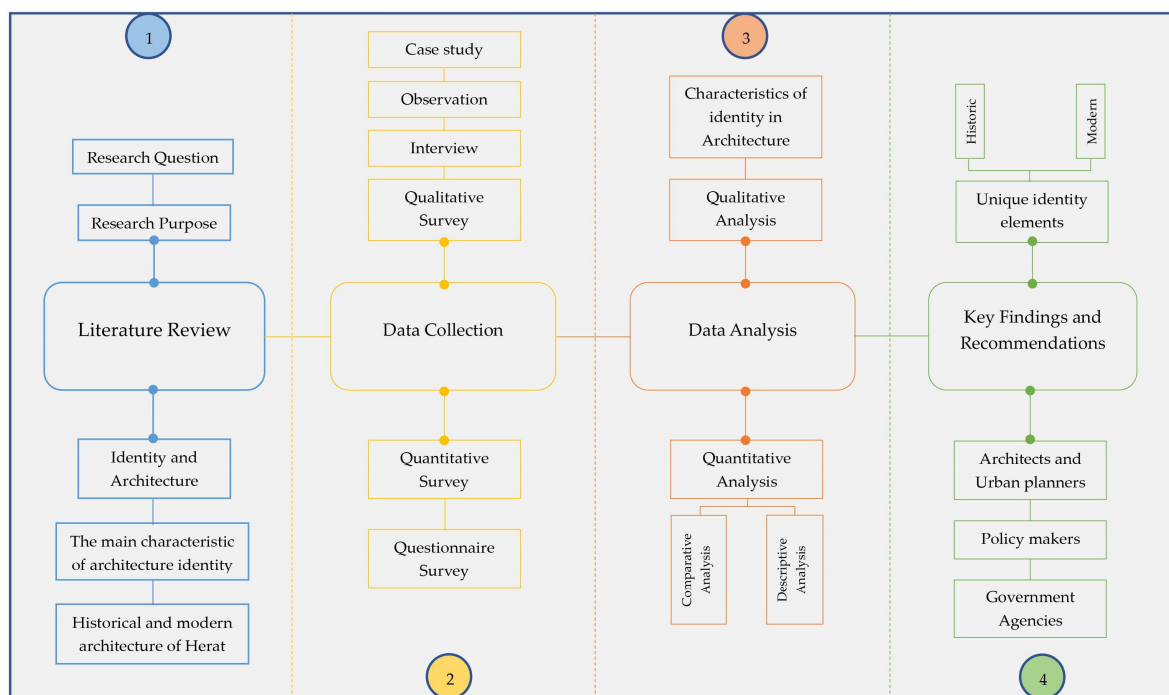 1
Research Question
Research Purpose
Literature Review
Identity and
Architecture
The main characteristic
of architecture identity
Historical and modern
architecture of Herat
Case study
Observation
Interview
Qualitative
Survey
Data Collection
Quantitative
Survey
Questionnaire
Survey
2
3
Characteristics of
identity in
Architecture
Qualitative
Analysis
Data Analysis
Quantitative
Analysis
Comparative
Analysis
Descriptive
Analysis
Historic
Modern
Unique identity
elements
Key Findings and
Recommendations
Architects and
Urban planners
Policy makers
Government
Agencies
4